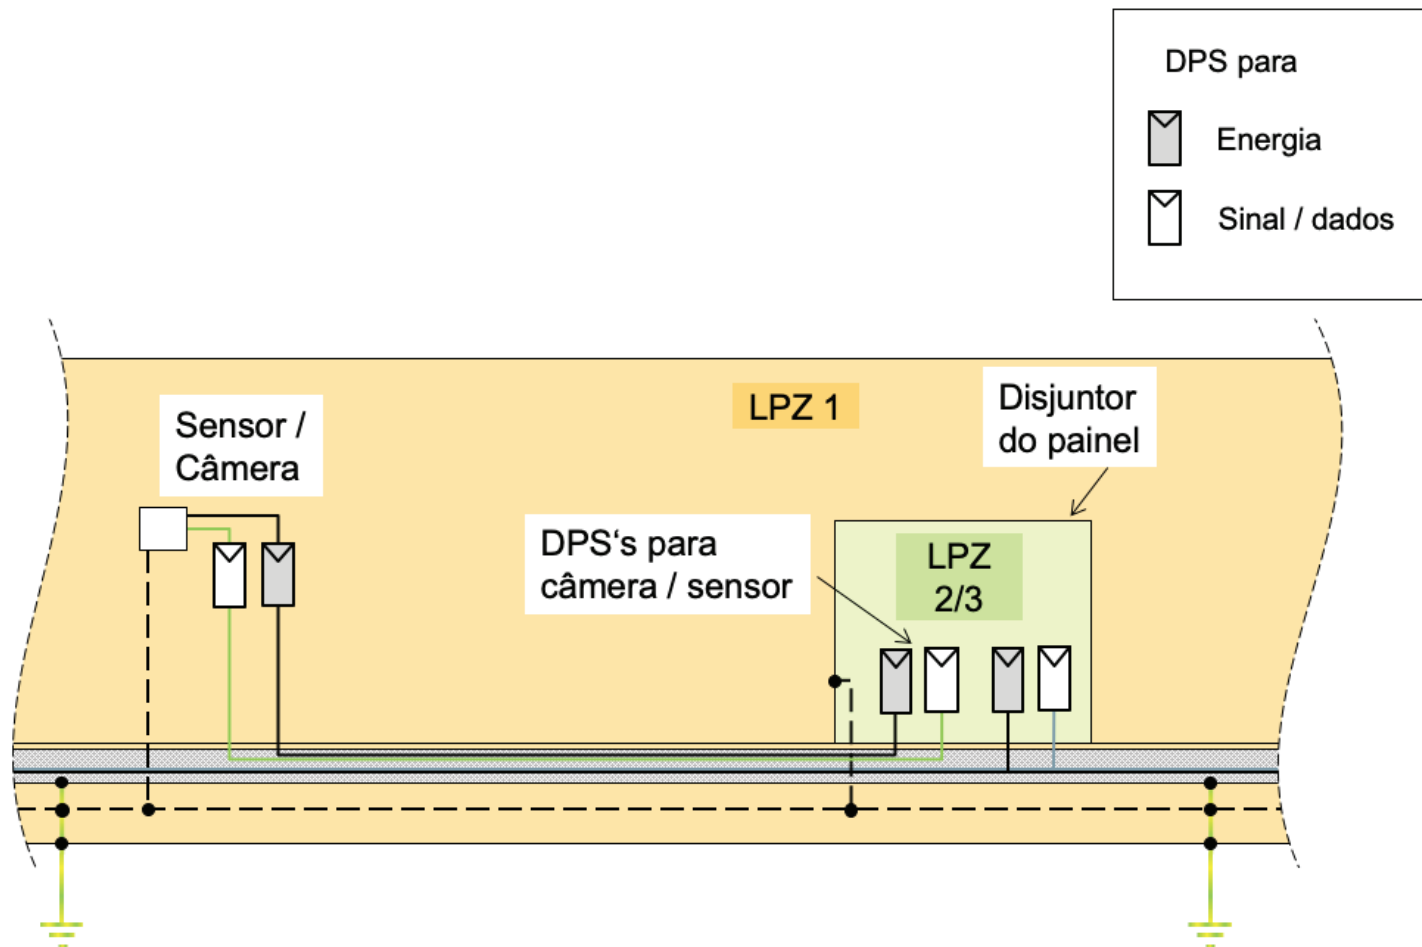 DPS para
Energia
Sinal / dados
Sensor /
Câmera
LPZ 1
Disjuntor
do painel
DPS‘s para
câmera / sensor
LPZ
2/3